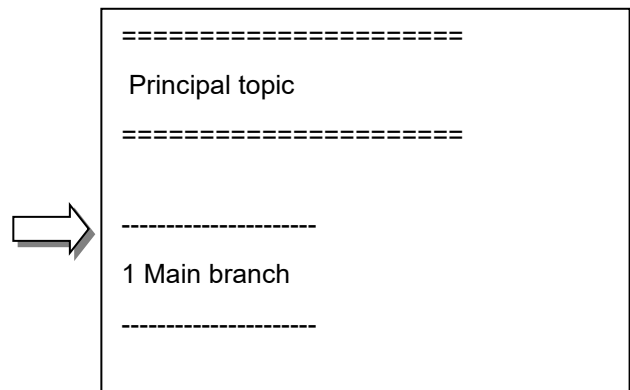 ======================
Principal topic
======================
----------------------
1 Main branch
----------------------